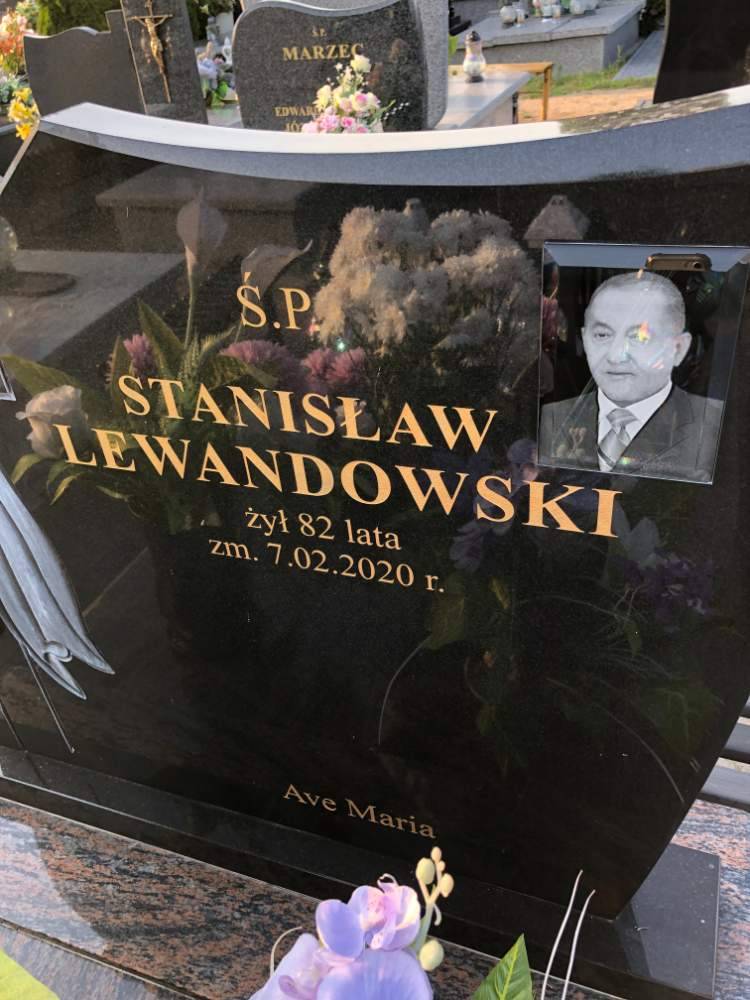 Ś.P.
MARZEC
Ś.P
STANISŁAW
LEWANDOWSKI
żył 82 lata
zm. 7.02.2020 r.
Ave Maria